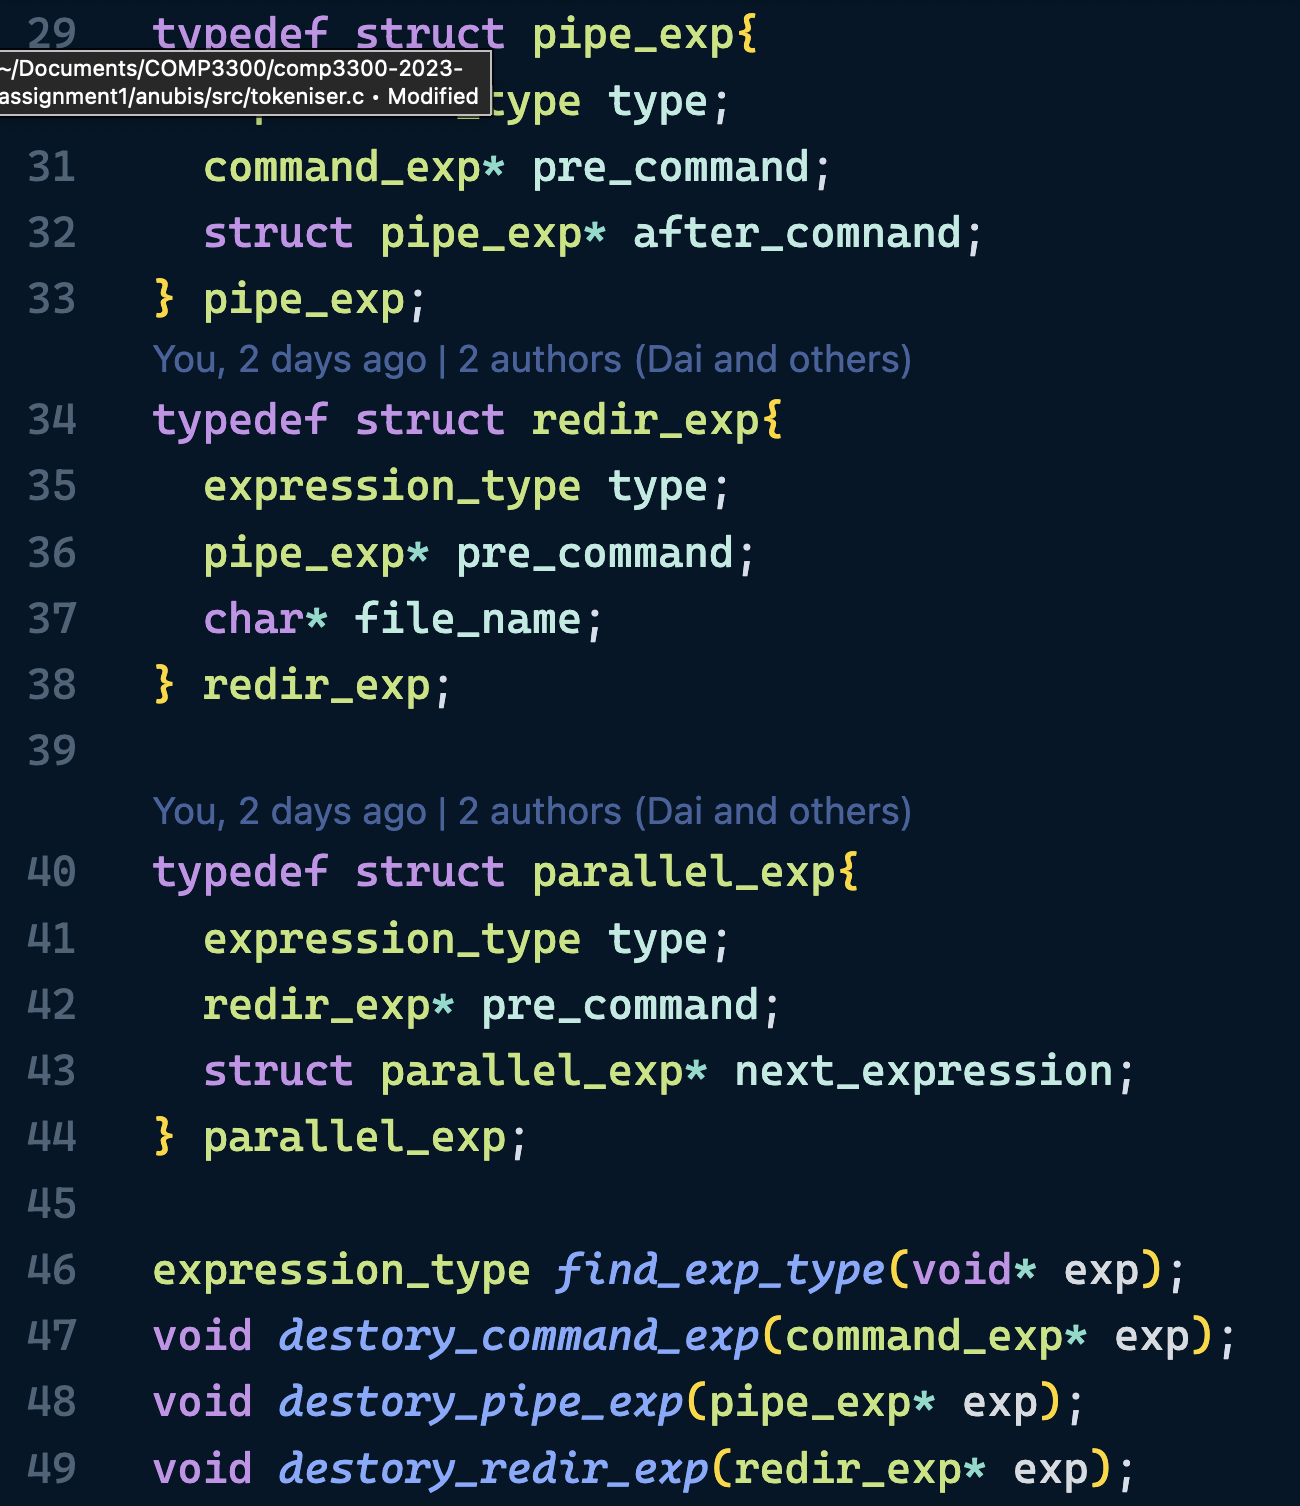 29 typedef struct pipe_exp{
~/Documents/COMP3300/comp3300-2023-
assignment1/anubis/src/tokeniser.c • Modified
type type;
31 command_exp* pre_command;
32 struct pipe_exp* after_comnand;
33 } pipe_exp;
You, 2 days ago | 2 authors (Dai and others)
34 typedef struct redir_exp{
35 expression_type type;
36 pipe_exp* pre_command;
37 char* file_name;
38 } redir_exp;
39
You, 2 days ago | 2 authors (Dai and others)
40 typedef struct parallel_exp{
41 expression_type type;
42 redir_exp* pre_command;
43 struct parallel_exp* next_expression;
44 } parallel_exp;
45
46 expression_type find_exp_type(void* exp);
47 void destory_command_exp(command_exp* exp);
48 void destory_pipe_exp(pipe_exp* exp);
49 void destory_redir_exp(redir_exp* exp);